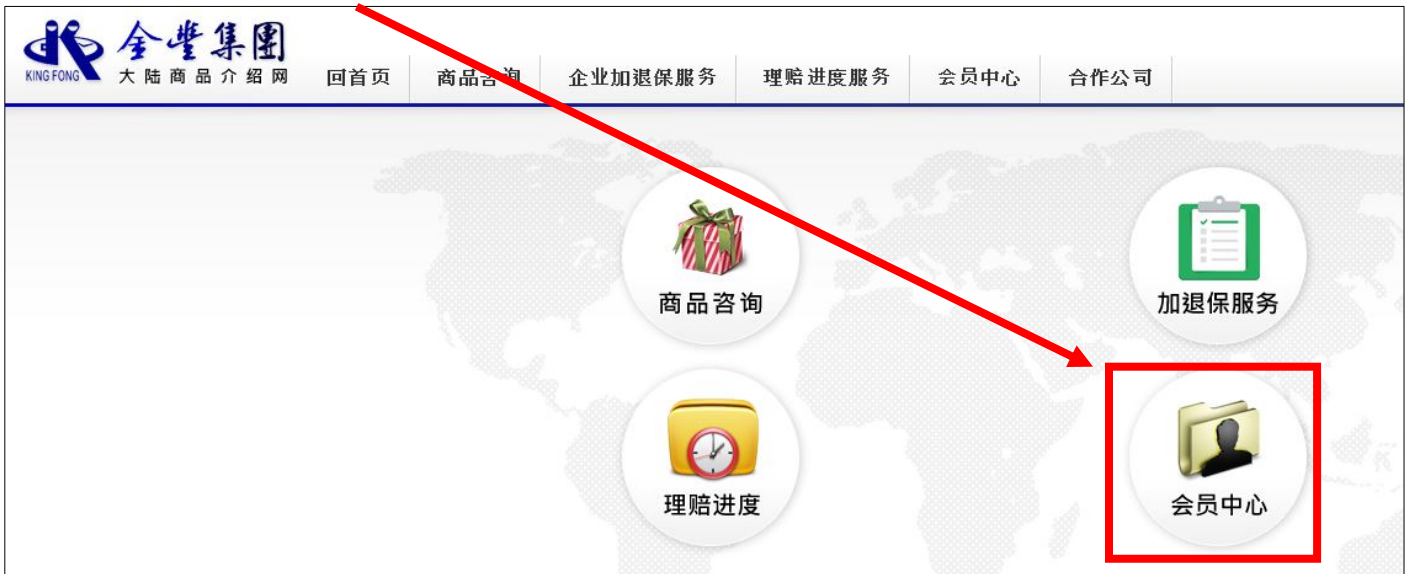 金豐集團
KING FONG
大陆商品介绍网
回首页
商品咨询
企业加退保服务
理赔进度服务
会员中心
合作公司
商品咨询
加退保服务
理赔进度
会员中心